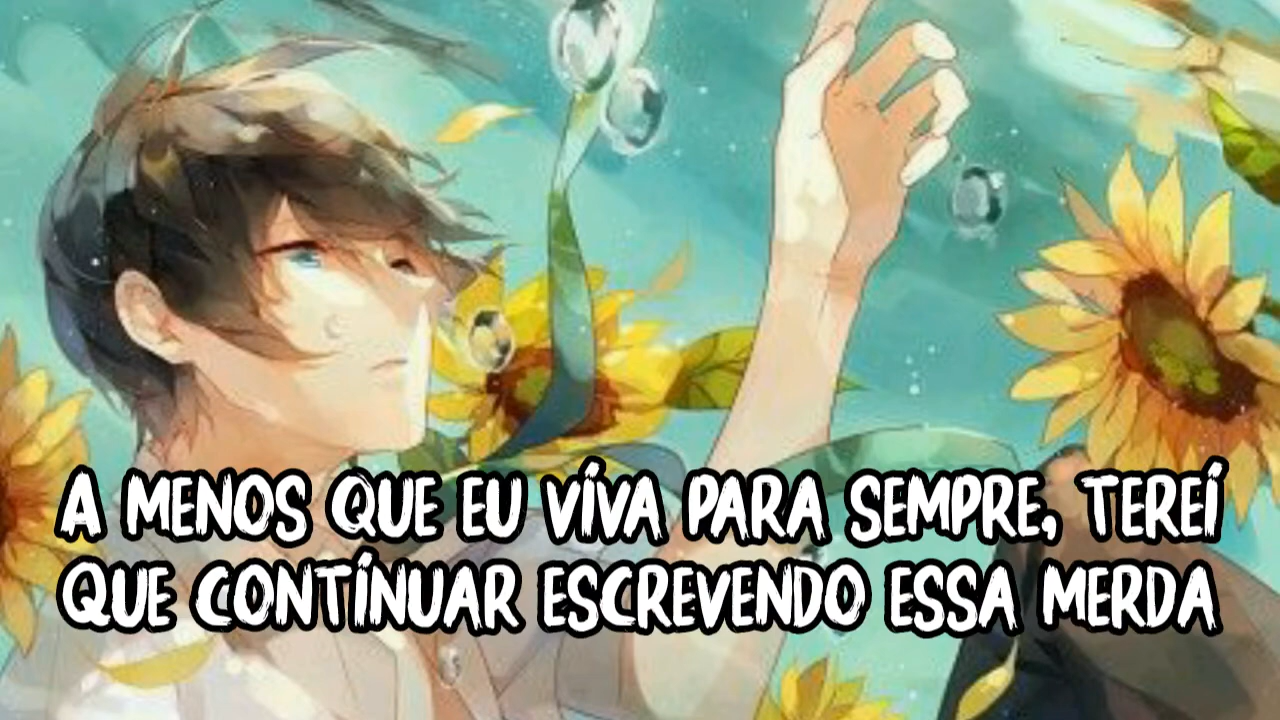 A MENOS QUE EU VÍVA PARA SEMPRE, TEREÍ
QUE CONTÍNUAR ESCREVENDO ESSA MERDA